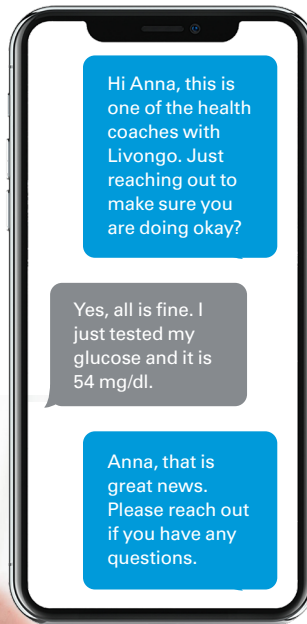 Hi Anna, this is
one of the health
coaches with
Livongo. Just
reaching out to
make sure you
are doing okay?
Yes, all is fine. I
just tested my
glucose and it is
54 mg/dl.
Anna, that is
great news.
Please reach out
if you have any
questions.